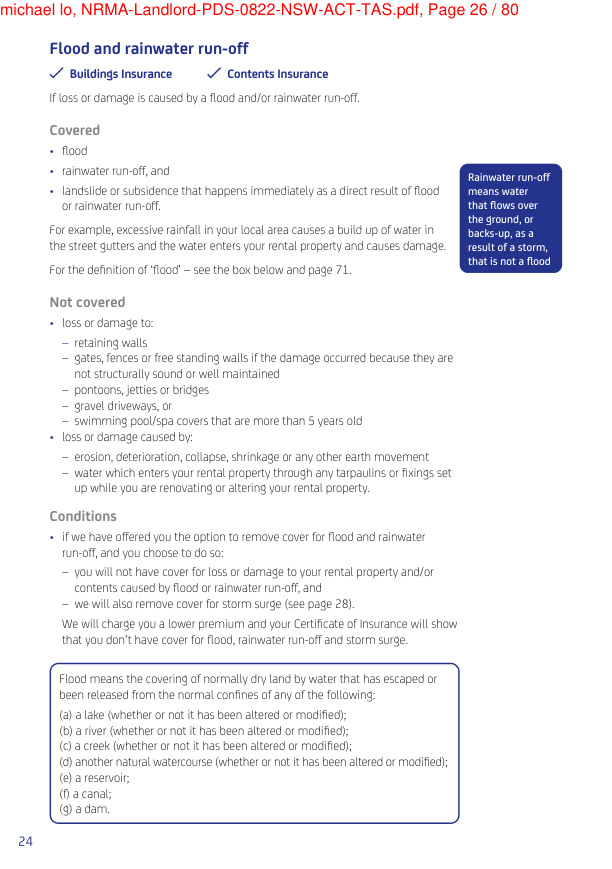 michael lo, NRMA-Landlord-PDS-0822-NSW-ACT-TAS.pdf, Page 26 / 80
Flood and rainwater run-off
Buildings Insurance
Contents Insurance
If loss or damage is caused by a flood and/or rainwater run-off.
Covered
• flood
• rainwater run-off, and
• landslide or subsidence that happens immediately as a direct result of flood
or rainwater run-off.
For example, excessive rainfall in your local area causes a build up of water in
the street gutters and the water enters your rental property and causes damage.
For the definition of ‘flood’ – see the box below and page 71.
Rainwater run-off
means water
that flows over
the ground, or
backs-up, as a
result of a storm,
that is not a flood
Not covered
• loss or damage to:
– retaining walls
– gates, fences or free standing walls if the damage occurred because they are
not structurally sound or well maintained
– pontoons, jetties or bridges
– gravel driveways, or
– swimming pool/spa covers that are more than 5 years old
• loss or damage caused by:
– erosion, deterioration, collapse, shrinkage or any other earth movement
– water which enters your rental property through any tarpaulins or fixings set
up while you are renovating or altering your rental property.
Conditions
• if we have offered you the option to remove cover for flood and rainwater
run-off, and you choose to do so:
– you will not have cover for loss or damage to your rental property and/or
contents caused by flood or rainwater run-off, and
– we will also remove cover for storm surge (see page 28).
We will charge you a lower premium and your Certificate of Insurance will show
that you don’t have cover for flood, rainwater run-off and storm surge.
Flood means the covering of normally dry land by water that has escaped or
been released from the normal confines of any of the following:
(a) a lake (whether or not it has been altered or modified);
(b) a river (whether or not it has been altered or modified);
(c) a creek (whether or not it has been altered or modified);
(d) another natural watercourse (whether or not it has been altered or modified);
(e) a reservoir;
(f) a canal;
(g) a dam.
24